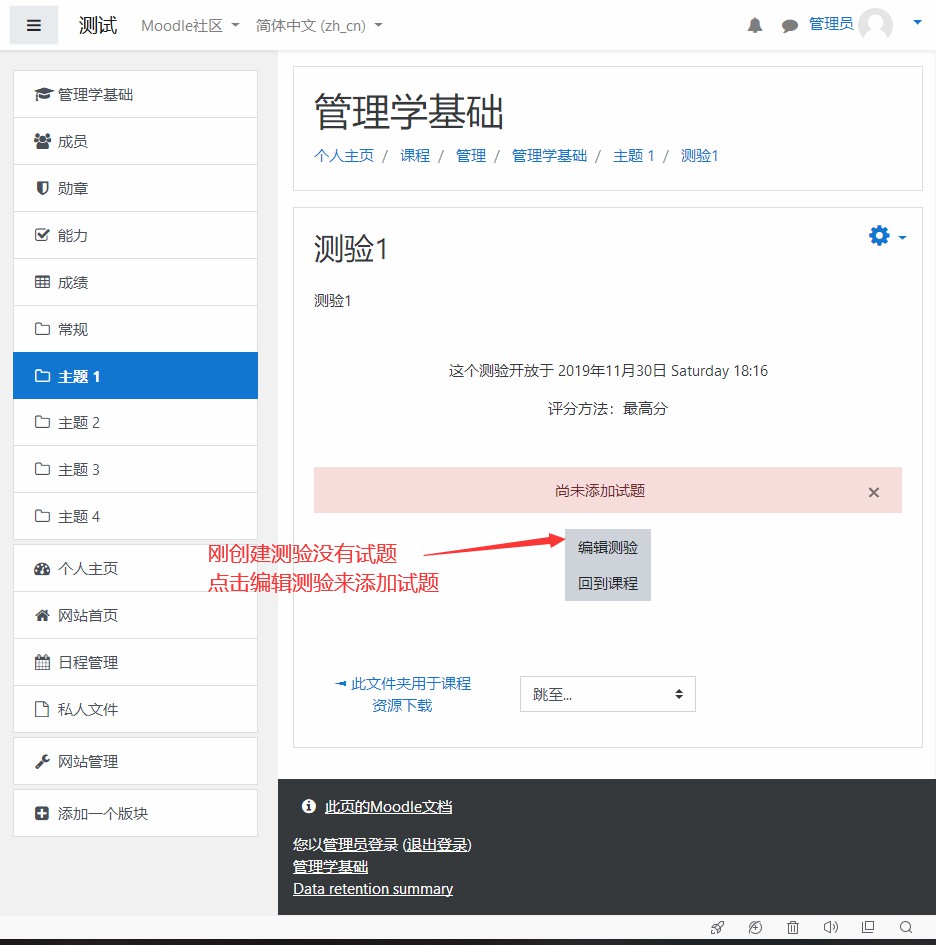 测试 Moodle社区 简体中文 (zh_cn) 管理员
管理学基础
成员
勋章
能力
成绩
常规
主题 1
主题 2
主题 3
主题 4
个人主页
网站首页
日程管理
私人文件
网站管理
添加一个版块
管理学基础
个人主页 / 课程 / 管理 / 管理学基础 / 主题 1 / 测验1
测验1
测验1
这个测验开放于 2019年11月30日 Saturday 18:16
评分方法：最高分
尚未添加试题 ×
刚创建测验没有试题
点击编辑测验来添加试题
编辑测验
回到课程
◄ 此文件夹用于课程
资源下载
跳至...
此页的Moodle文档
您以管理员登录 (退出登录)
管理学基础
Data retention summary